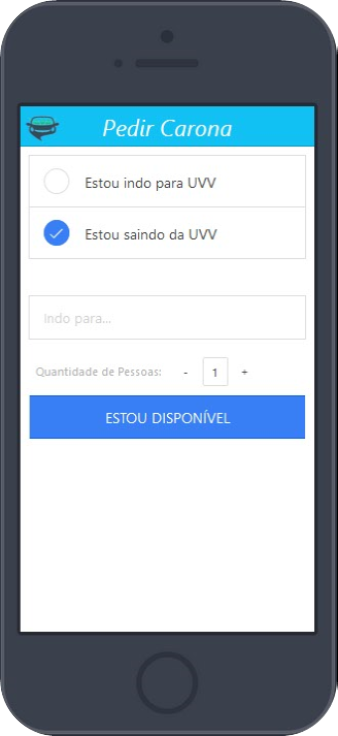 Pedir Carona
Estou indo para UVV
Estou saindo da UVV
Indo para...
Quantidade de Pessoas: - 1 +
ESTOU DISPONÍVEL